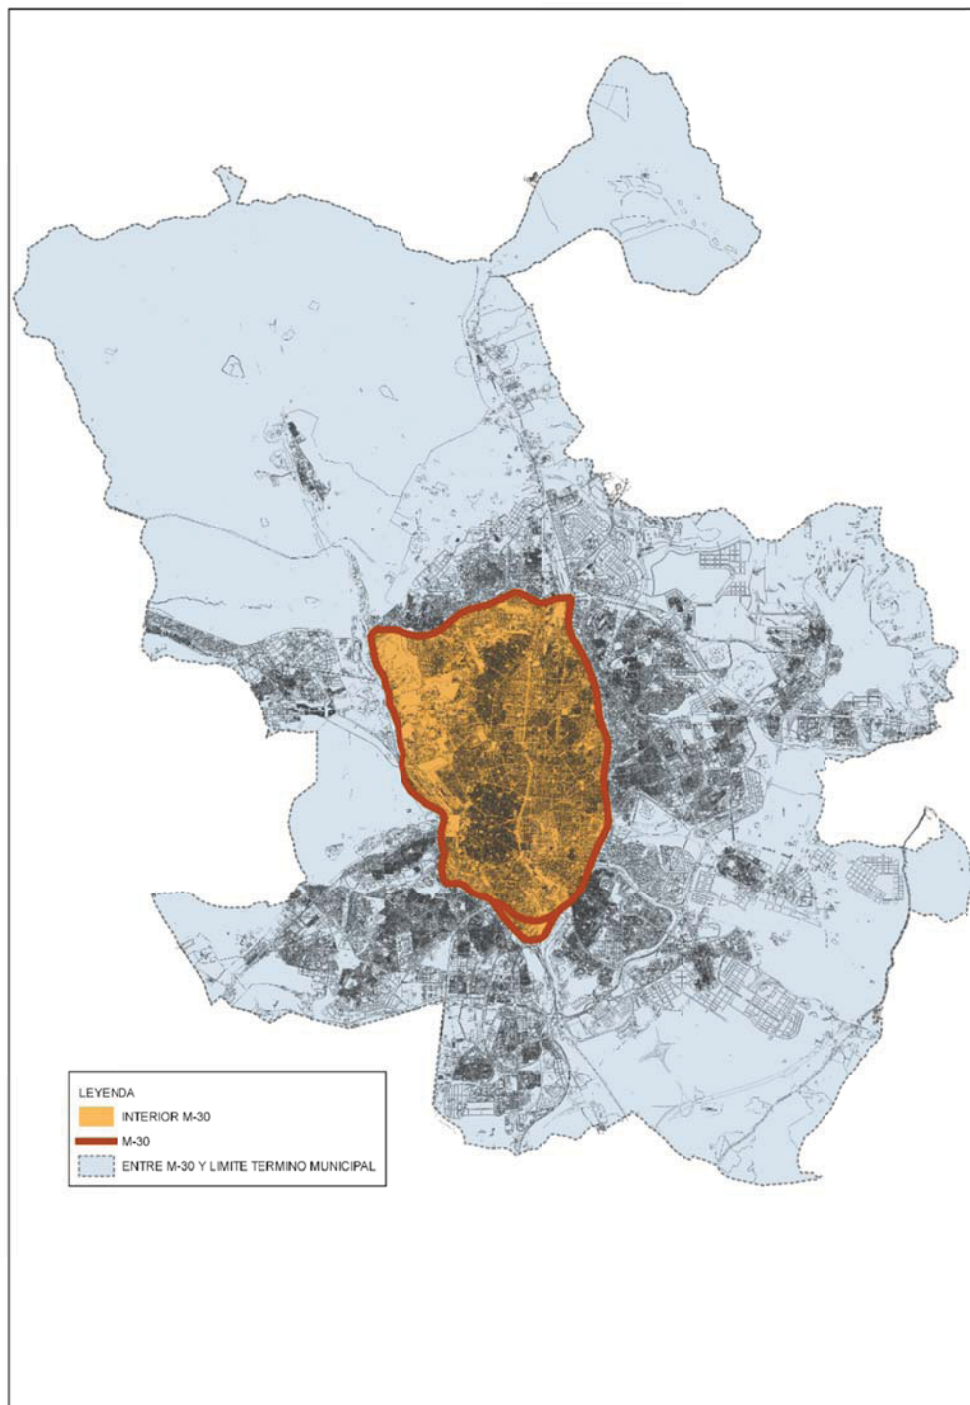 LEYENDA
INTERIOR M-30
M-30
ENTRE M-30 Y LIMITE TERMINO MUNICIPAL